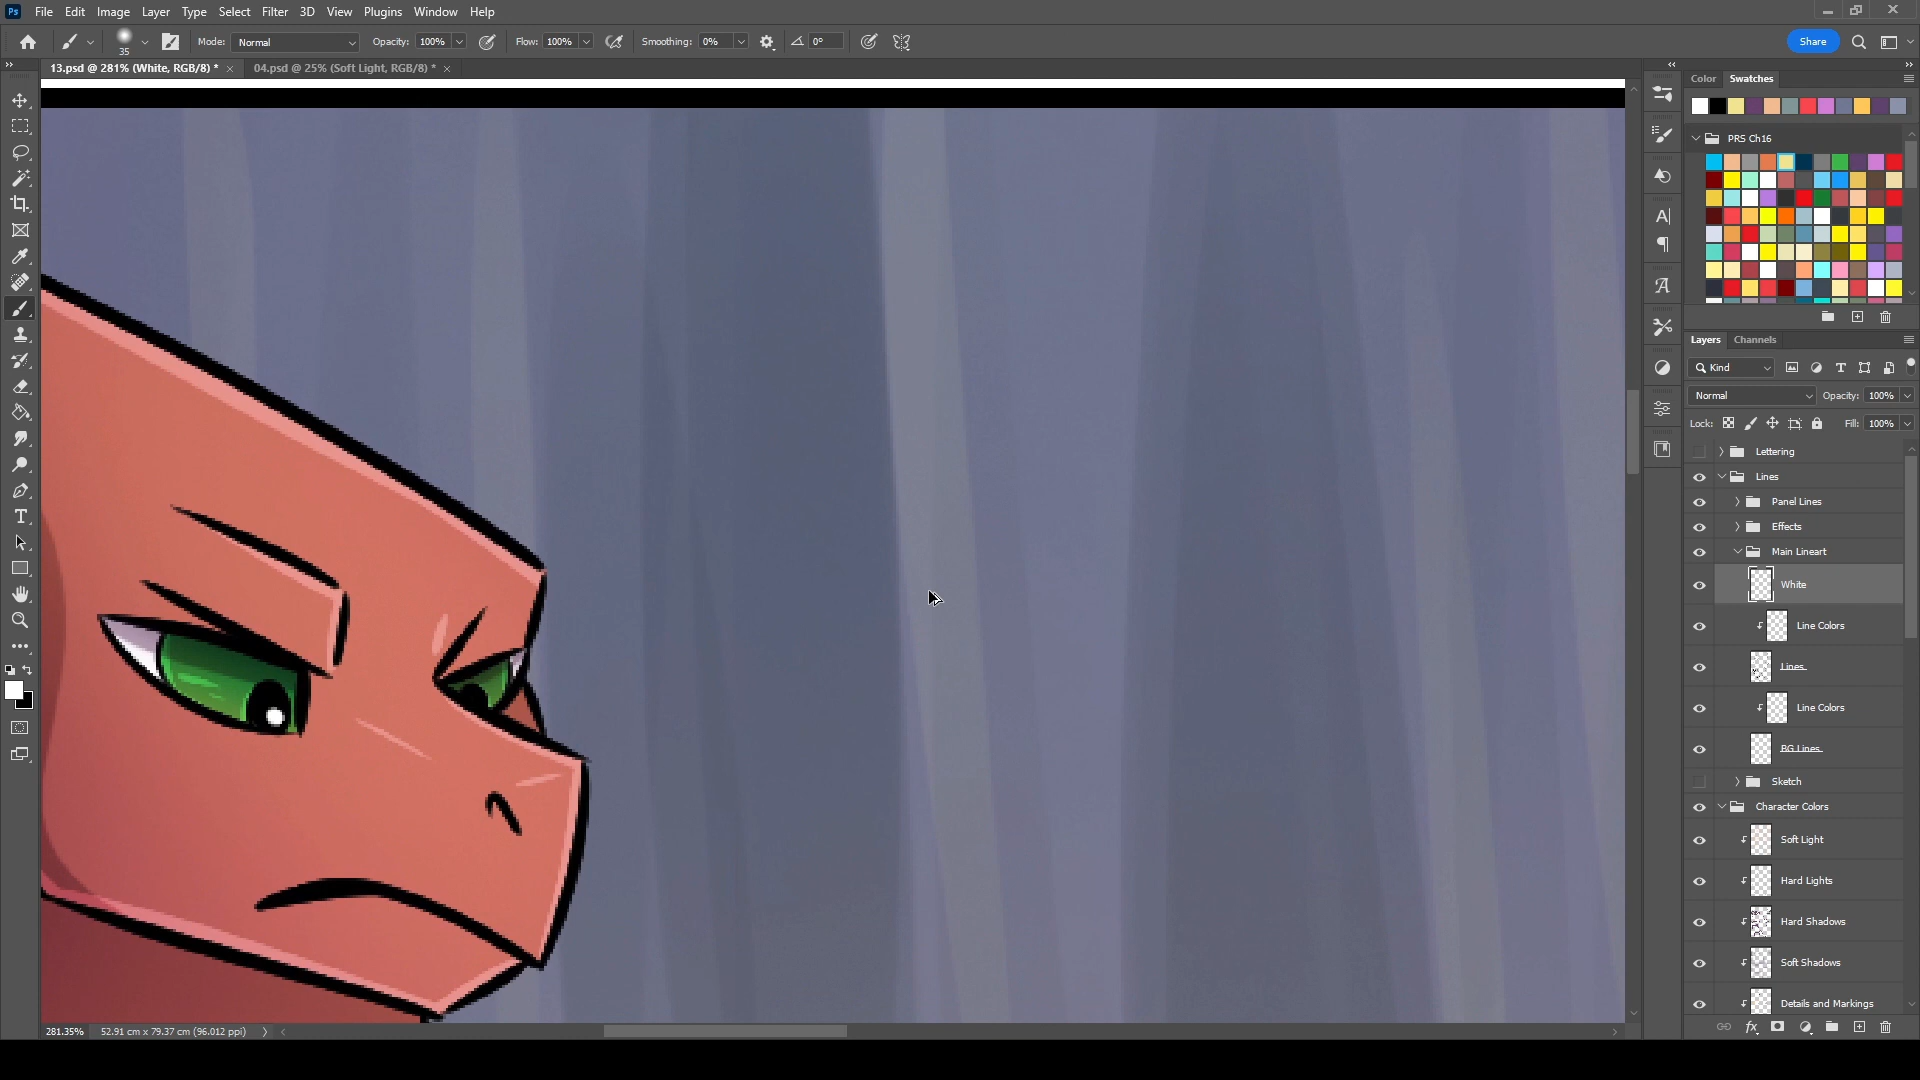 Ps File Edit Image Layer Type Select Filter 3D View Plugins Window Help
35 Mode: Normal Opacity: 100% Flow: 100% Smoothing: 0% 0° Share
13.psd @ 281% (White, RGB/8) * × 04.psd @ 25% (Soft Light, RGB/8) * ×
Color Swatches
PRS Ch16
Layers Channels
Kind
Normal Opacity: 100%
Lock: Fill: 100%
Lettering
Lines
Panel Lines
Effects
Main Lineart
White
Line Colors
Lines
Line Colors
BG Lines
Sketch
Character Colors
Soft Light
Hard Lights
Hard Shadows
Soft Shadows
Details and Markings
281.35% 52.91 cm x 79.37 cm (96.012 ppi)